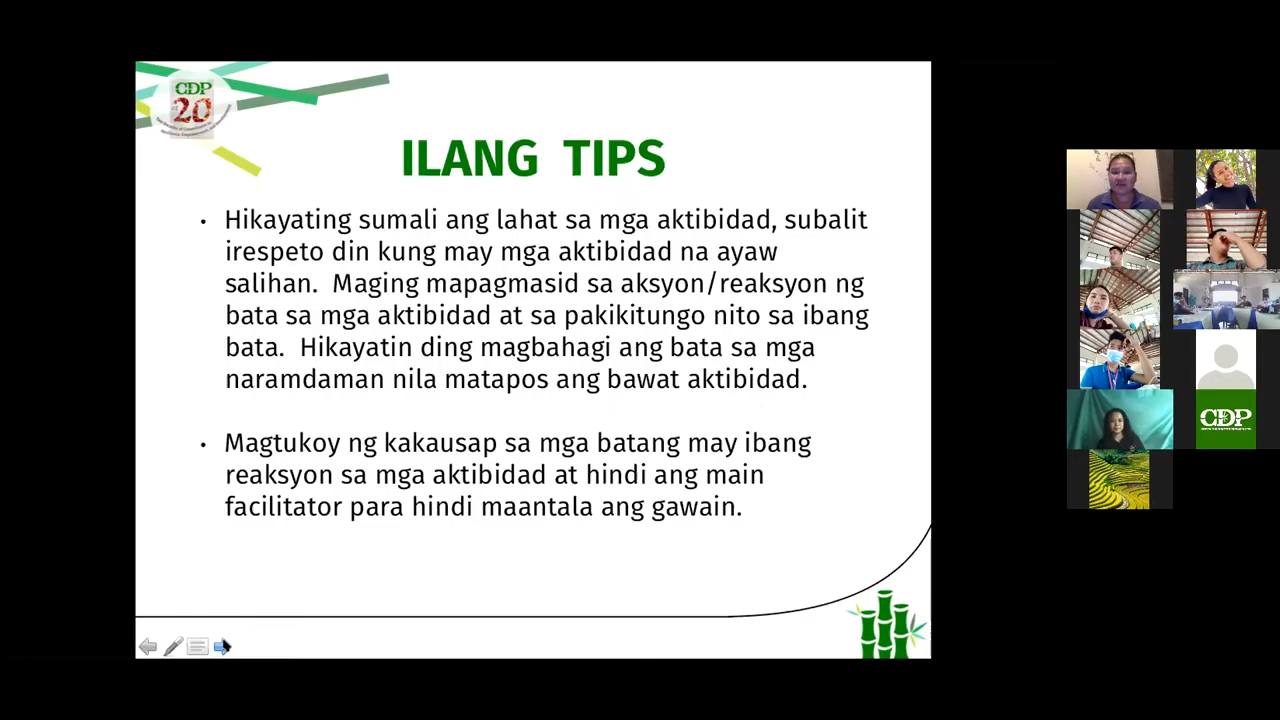 CDP
20
ILANG TIPS
• Hikayating sumali ang lahat sa mga aktibidad, subalit
irespeto din kung may mga aktibidad na ayaw
salihan. Maging mapagmasid sa aksyon/reaksyon ng
bata sa mga aktibidad at sa pakikitungo nito sa ibang
bata. Hikayatin ding magbahagi ang bata sa mga
naramdaman nila matapos ang bawat aktibidad.
• Magtukoy ng kakausap sa mga batang may ibang
reaksyon sa mga aktibidad at hindi ang main
facilitator para hindi maantala ang gawain.
CDP